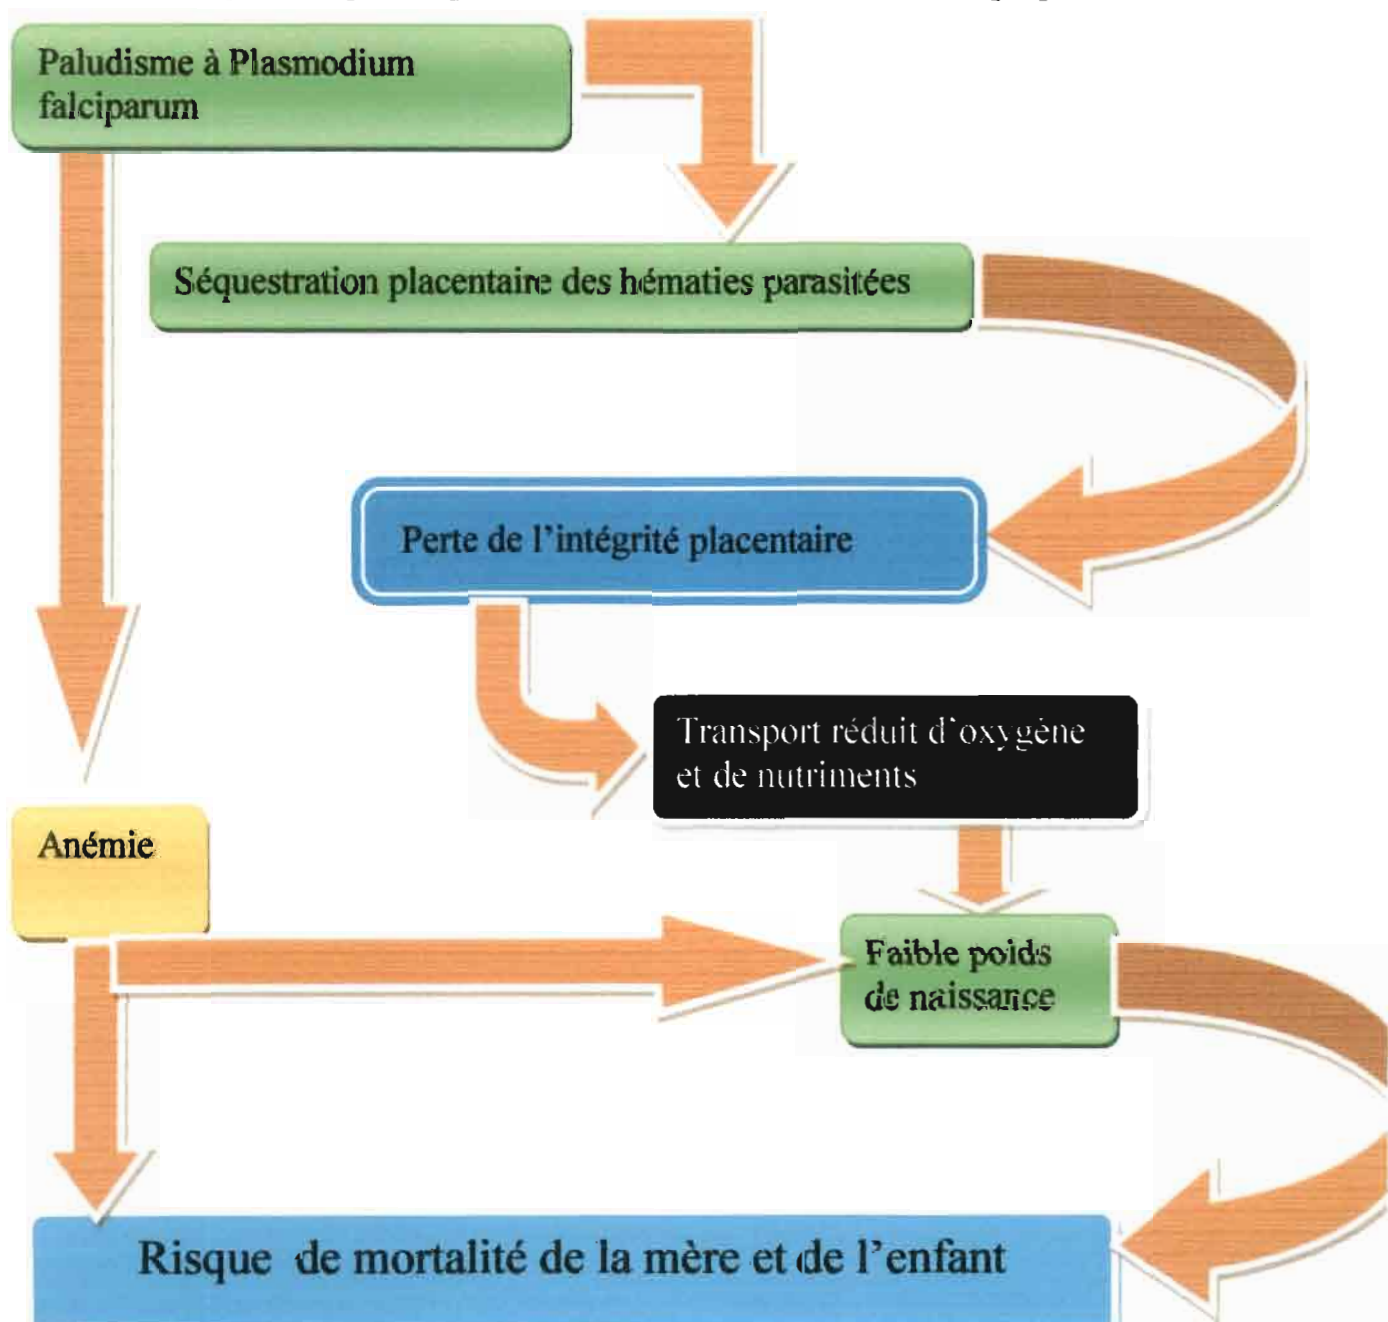 Paludisme à Plasmodium
falciparum
Séquestration placentaire des hématies parasitées
Perte de l'intégrité placentaire
Transport réduit d'oxygène
et de nutriments
Anémie
Faible poids
de naissance
Risque de mortalité de la mère et de l'enfant